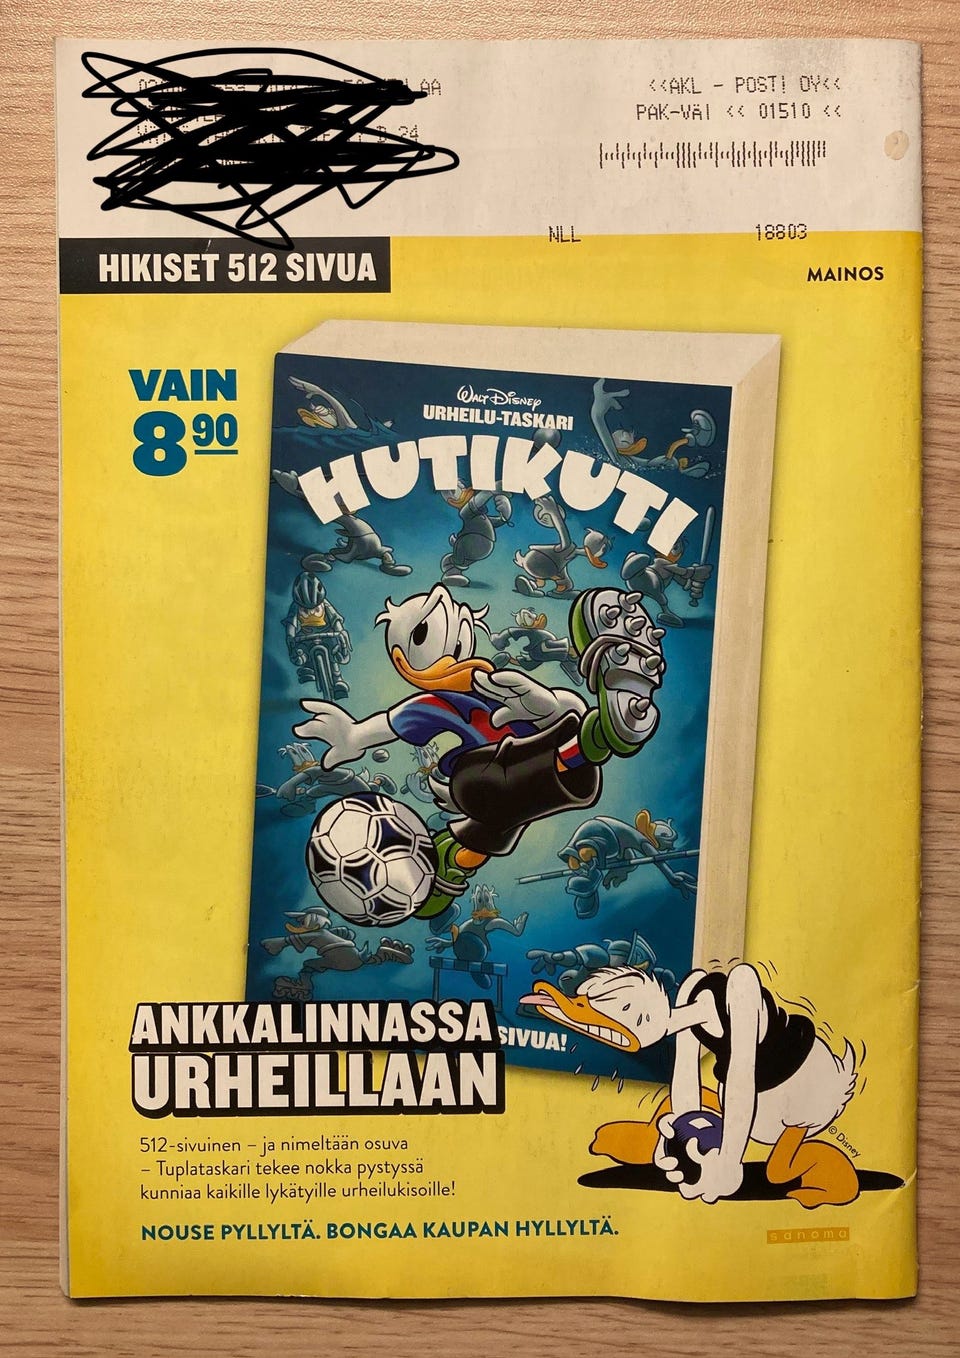 <<AKL - POSTI OY<<
PAK-VÄI << 01510 <<
D 24
NLL 18803
HIKISET 512 SIVUA
MAINOS
VAIN
8 90
WALT DISNEY
URHEILU-TASKARI
HUTIKUTI
SIVUA!
ANKKALINNASSA
URHEILLAAN
© Disney
512-sivuinen – ja nimeltään osuva
– Tuplataskari tekee nokka pystyssä
kunniaa kaikille lykätyille urheilukisoille!
NOUSE PYLLYLTÄ. BONGAA KAUPAN HYLLYLTÄ.
sanoma